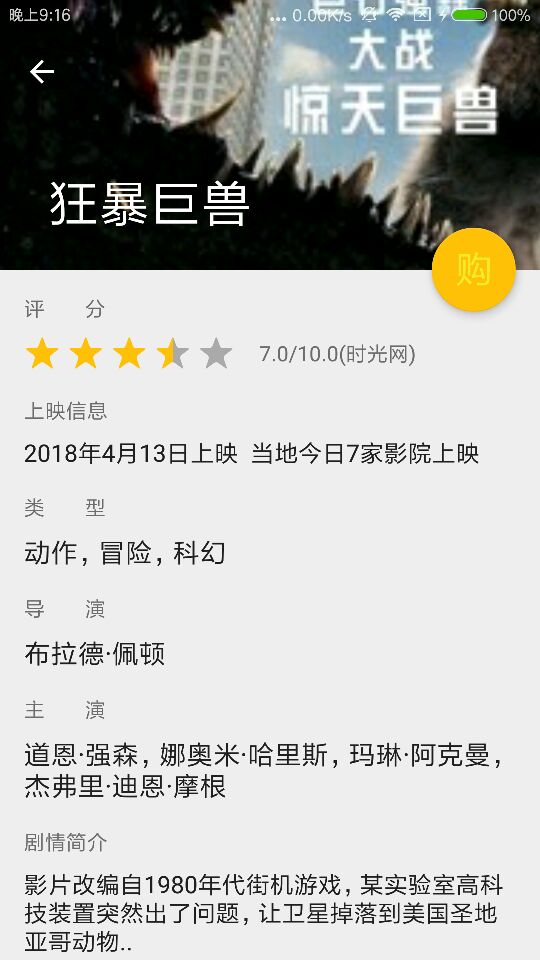 晚上9:16
... 0.00K/s
100%
大战
惊天巨兽
狂暴巨兽
购
评 分
7.0/10.0(时光网)
上映信息
2018年4月13日上映 当地今日7家影院上映
类 型
动作，冒险，科幻
导 演
布拉德·佩顿
主 演
道恩·强森，娜奥米·哈里斯，玛琳·阿克曼，
杰弗里·迪恩·摩根
剧情简介
影片改编自1980年代街机游戏，某实验室高科
技装置突然出了问题，让卫星掉落到美国圣地
亚哥动物..